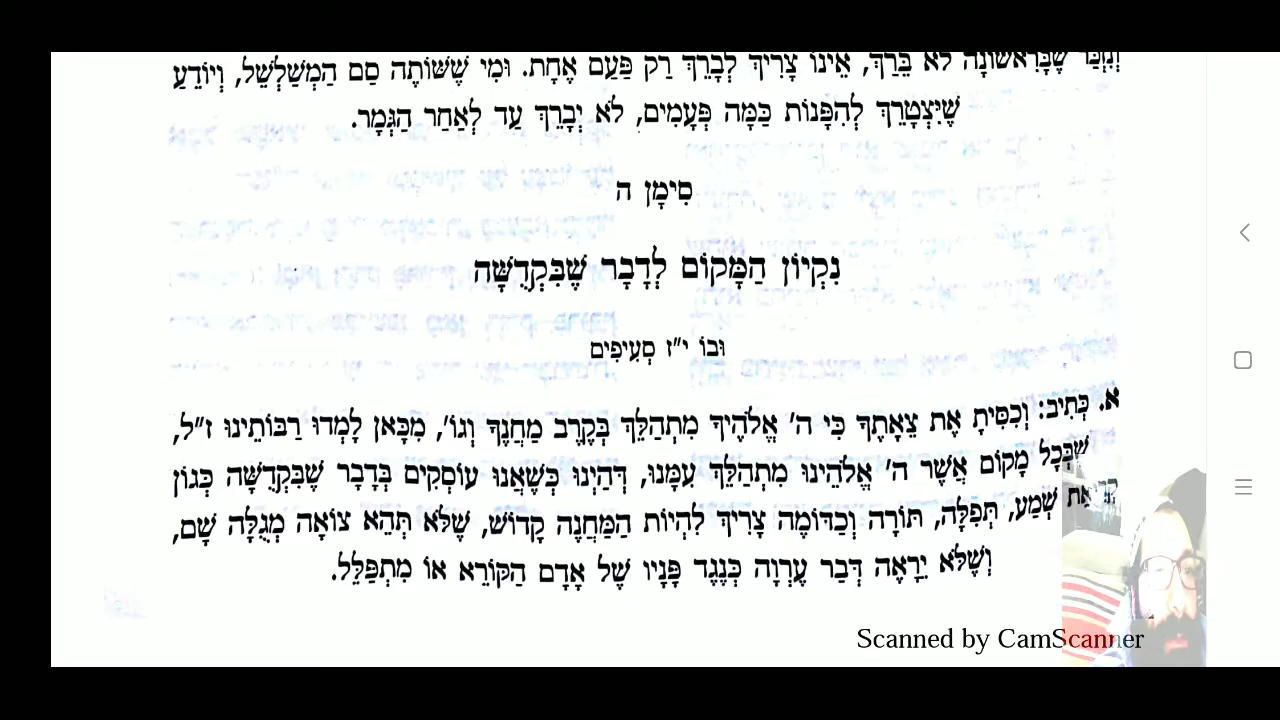 שֶׁבָּרִאשׁוֹנָה לֹא בֵּרַךְ, אֵינוֹ צָרִיךְ לְבָרֵךְ רַק פַּעַם אֶחָת. וּמִי שֶׁשּׁוֹתֶה סַם הַמְשַׁלְשֵׁל, וְיוֹדֵעַ
שֶׁיִּצְטָרֵךְ לְהִפָּנוֹת כַּמָּה פְּעָמִים, לֹא יְבָרֵךְ עַד לְאַחַר הַגְּמָר.
סִימָן ה
נִקְיוֹן הַמָּקוֹם לְדָבָר שֶׁבִּקְדֻשָּׁה
וּבוֹ י"ז סְעִיפִים
א. כְּתִיב: וְכִסִּיתָ אֶת צֵאָתֶךָ כִּי ה' אֱלֹהֶיךָ מִתְהַלֵּךְ בְּקֶרֶב מַחֲנֶךָ וְגוֹ', מִכָּאן לָמְדוּ רַבּוֹתֵינוּ ז"ל,
שֶׁבְּכָל מָקוֹם אֲשֶׁר ה' אֱלֹהֵינוּ מִתְהַלֵּךְ עִמָּנוּ, דְּהַיְנוּ כְּשֶׁאָנוּ עוֹסְקִים בְּדָבָר שֶׁבִּקְדֻשָּׁה כְּגוֹן
שְׁמַע, תְּפִלָּה, תּוֹרָה וְכַדּוֹמֶה צָרִיךְ לִהְיוֹת הַמַּחֲנֶה קָדוֹשׁ, שֶׁלֹּא תְּהֵא צוֹאָה מְגֻלָּה שָׁם,
וְשֶׁלֹּא יֵרָאֶה דְּבַר עֶרְוָה כְּנֶגֶד פָּנָיו שֶׁל אָדָם הַקּוֹרֵא אוֹ מִתְפַּלֵּל.
Scanned by CamScanner